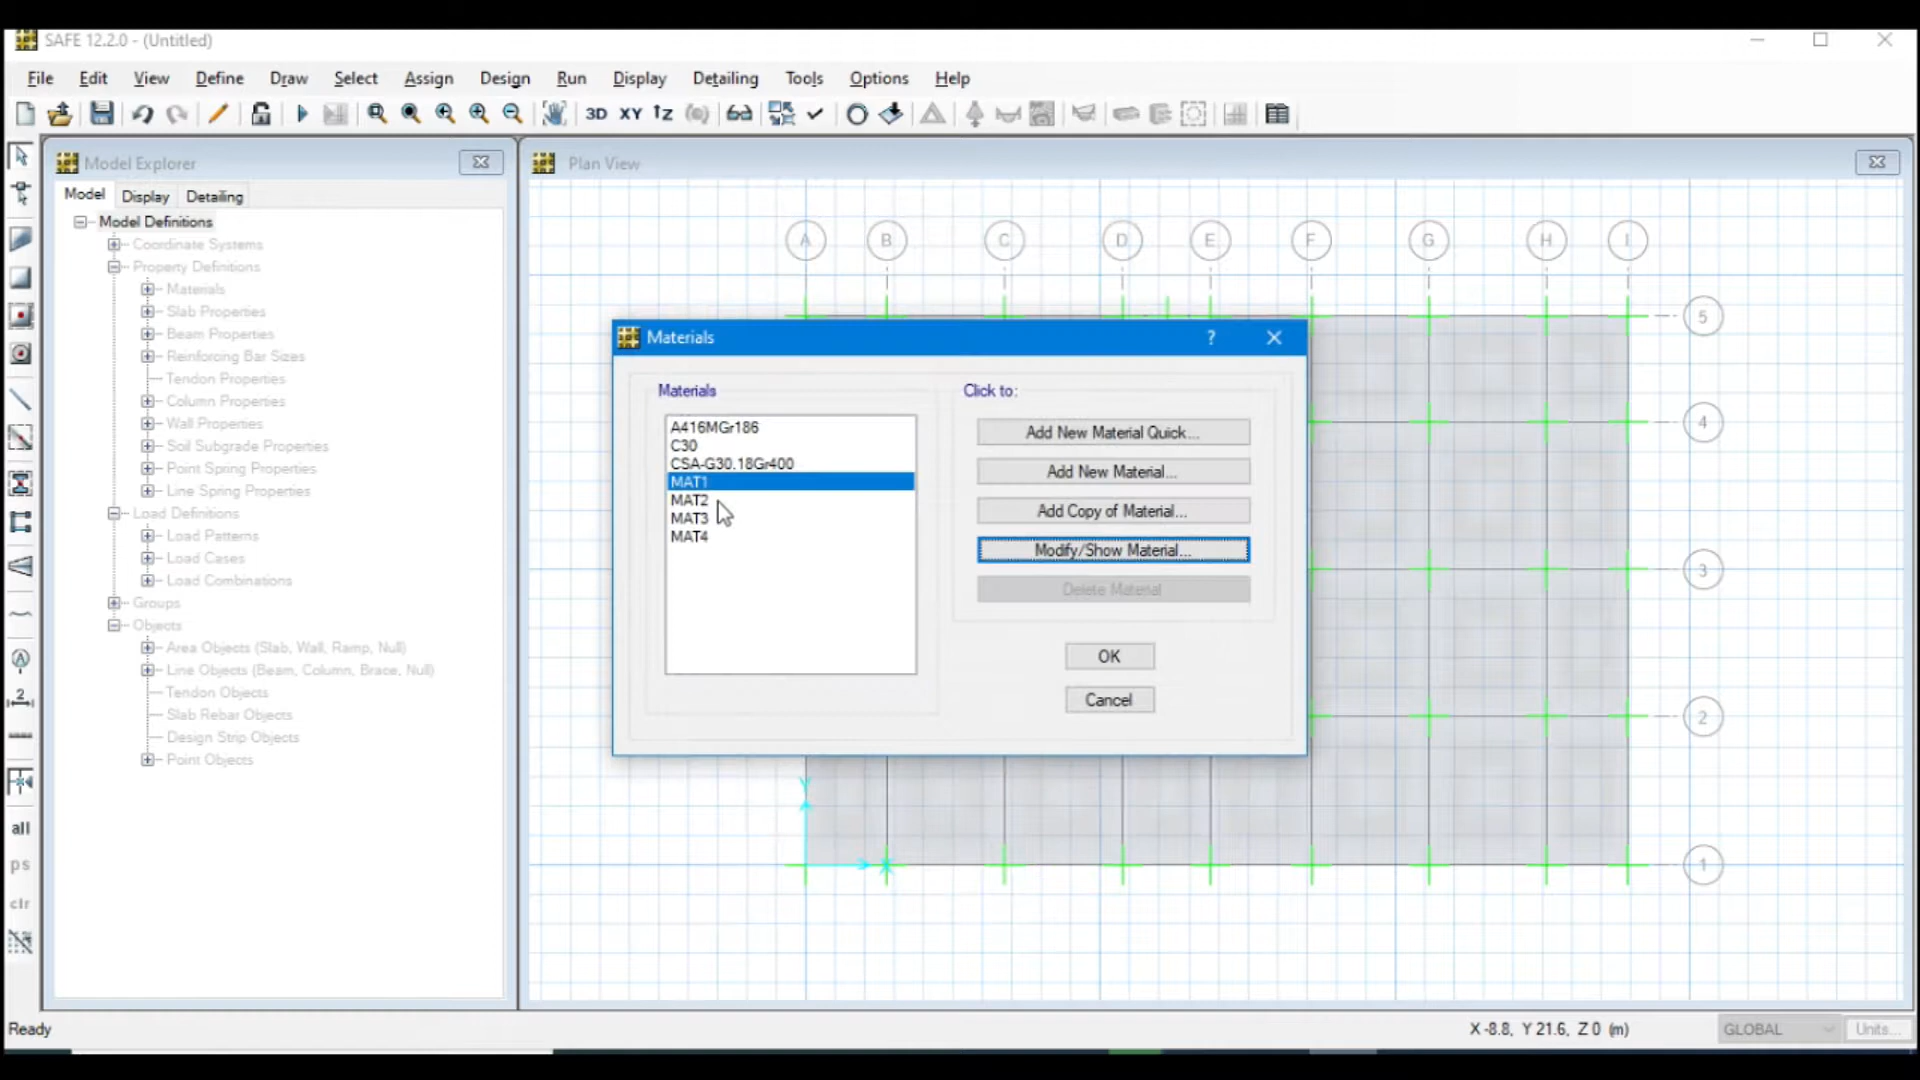 SAFE 12.2.0 - (Untitled)
File Edit View Define Draw Select Assign Design Run Display Detailing Tools Options Help
3D XY
Model Explorer
Plan View
Model Display Detailing
Model Definitions
Coordinate Systems
Property Definitions
Materials
Slab Properties
Beam Properties
Reinforcing Bar Sizes
Tendon Properties
Column Properties
Wall Properties
Soil Subgrade Properties
Point Spring Properties
Line Spring Properties
Load Definitions
Load Patterns
Load Cases
Load Combinations
Groups
Objects
Area Objects (Slab, Wall, Ramp, Null)
Line Objects (Beam, Column, Brace, Null)
Tendon Objects
Slab Rebar Objects
Design Strip Objects
Point Objects
all
ps
clr
A B C D E F G H I
5
4
3
2
1
Y
Materials
?
Materials
A416MGr186
C30
CSA-G30.18Gr400
MAT1
MAT2
MAT3
MAT4
Click to:
Add New Material Quick...
Add New Material...
Add Copy of Material...
Modify/Show Material...
Delete Material
OK
Cancel
Ready
X -8.8, Y 21.6, Z 0 (m)
GLOBAL
Units...